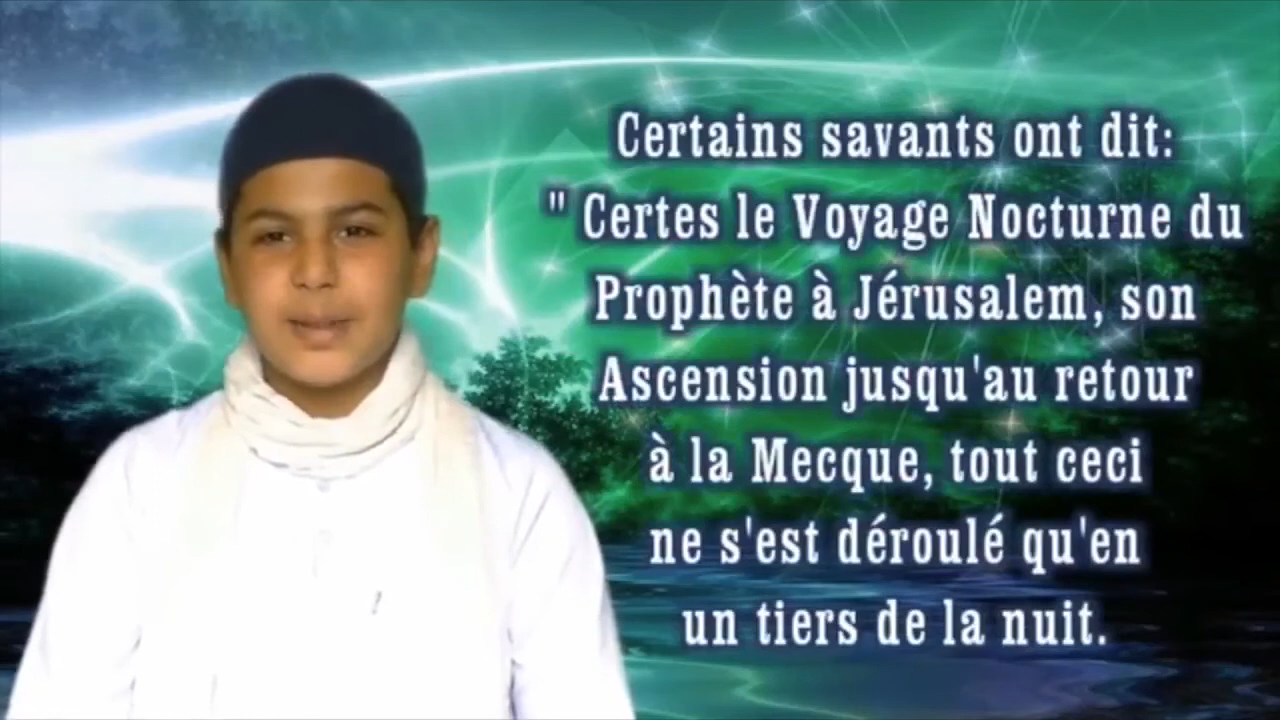 Certains savants ont dit:
" Certes le Voyage Nocturne du
Prophète à Jérusalem, son
Ascension jusqu'au retour
à la Mecque, tout ceci
ne s'est déroulé qu'en
un tiers de la nuit.